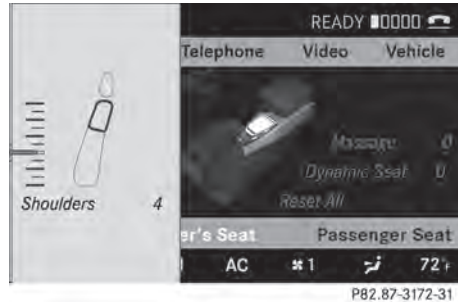 READY
Telephone Video Vehicle
Massage 0
Dynamic Seat 0
Reset All
Shoulders 4
er's Seat Passenger Seat
AC 1 72°F
P82.87-3172-31